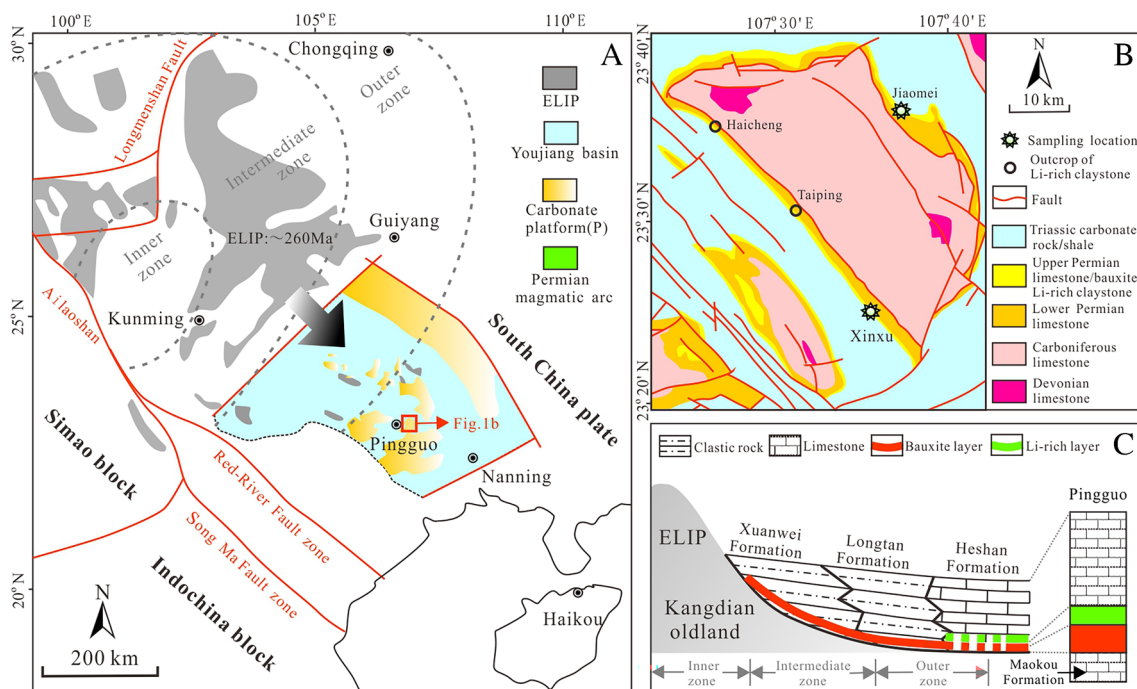 100°E
105°E
110°E
30°N
25°N
20°N
A
Chongqing
Outer
zone
Longmenshan Fault
Intermediate
zone
Inner
zone
ELIP:~260Ma
Guiyang
Kunming
Ailaoshan
South China plate
Fig.1b
Pingguo
Nanning
Simao block
Red-River Fault zone
Song Ma Fault zone
Indochina block
Haikou
N
200 km
ELIP
Youjiang basin
Carbonate
platform(P)
Permian
magmatic arc
107°30' E
107°40' E
23°40' N
23°30' N
23°20' N
B
Jiaomei
Haicheng
Taiping
Xinxu
N
10 km
Sampling location
Outcrop of
Li-rich claystone
Fault
Triassic carbonate
rock/shale
Upper Permian
limestone/bauxite
Li-rich claystone
Lower Permian
limestone
Carboniferous
limestone
Devonian
limestone
Clastic rock
Limestone
Bauxite layer
Li-rich layer
C
Pingguo
ELIP
Xuanwei
Formation
Longtan
Formation
Heshan
Formation
Kangdian
oldland
Inner
zone
Intermediate
zone
Outer
zone
Maokou
Formation